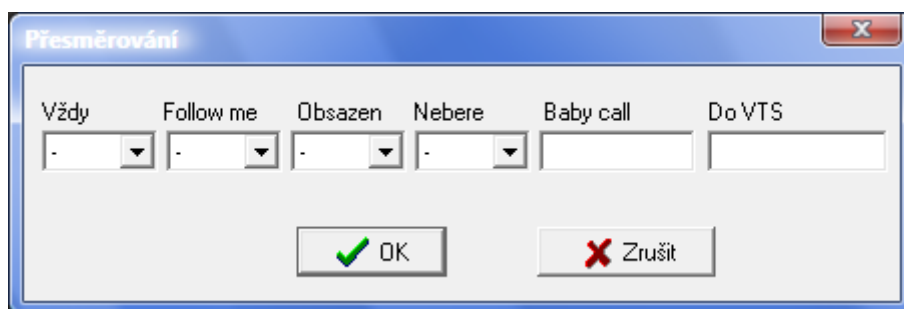 Přesměrování
Vždy Follow me Obsazen Nebere Baby call Do VTS
- - - -
OK Zrušit